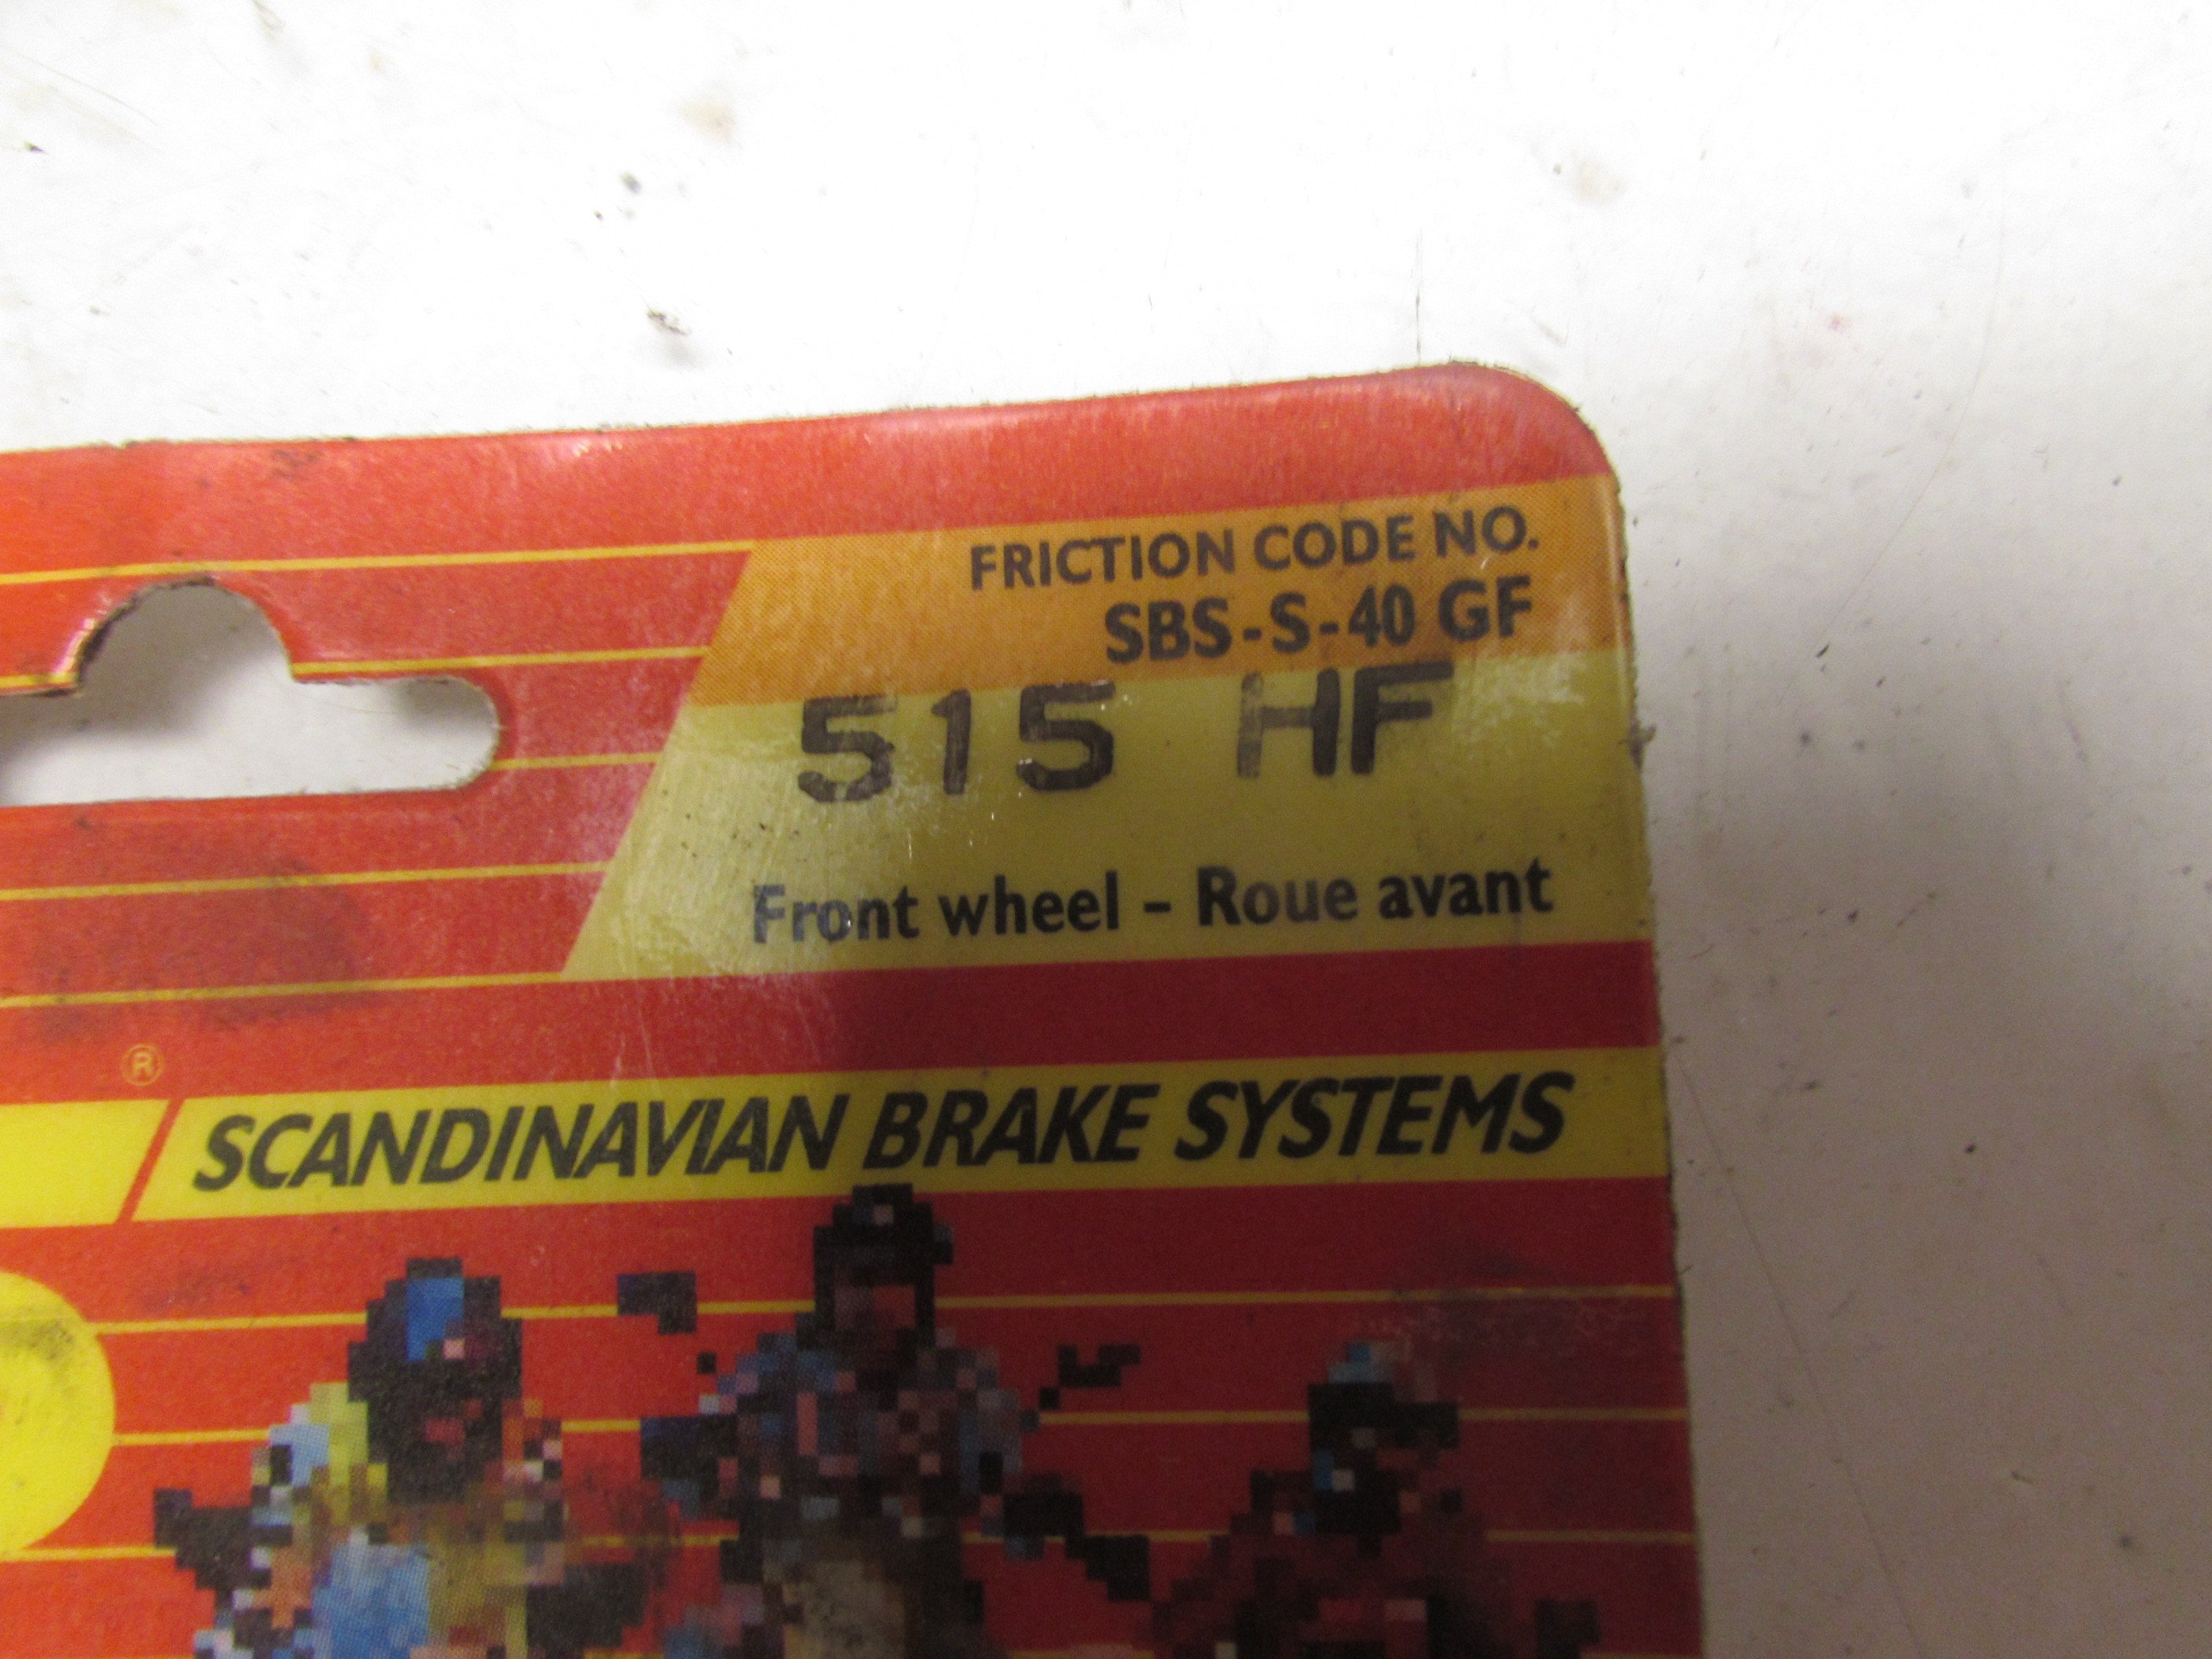 FRICTION CODE NO.
SBS-S-40 GF
515 HF
Front wheel – Roue avant
®
SCANDINAVIAN BRAKE SYSTEMS